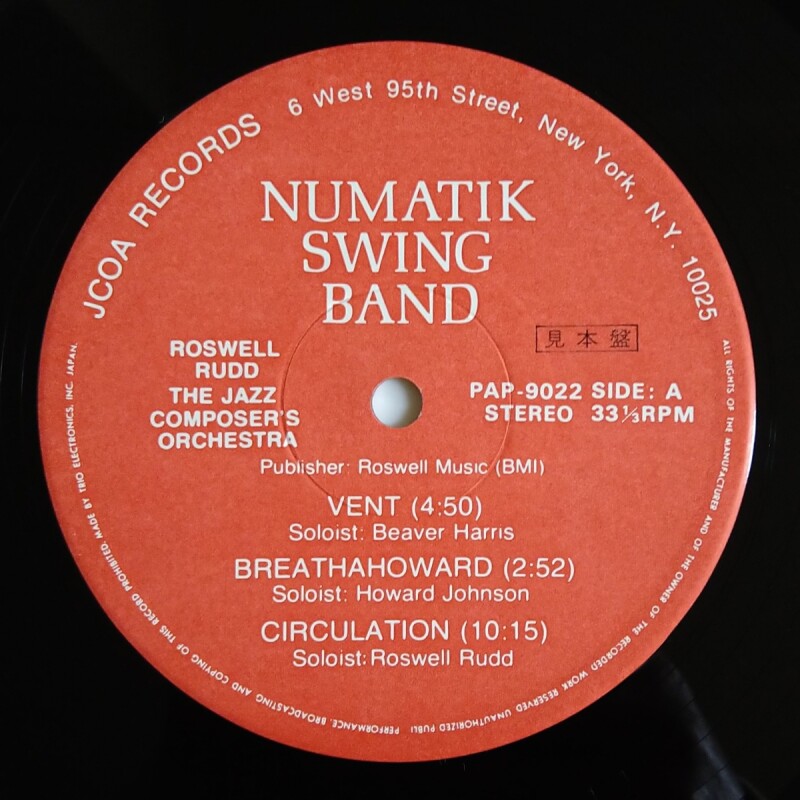 JCOA RECORDS 6 West 95th Street, New York, N.Y. 10025
NUMATIK
SWING
BAND
見本盤
ROSWELL
RUDD
THE JAZZ
COMPOSER'S
ORCHESTRA
PAP-9022 SIDE: A
STEREO 33⅓RPM
Publisher: Roswell Music (BMI)
VENT (4:50)
Soloist: Beaver Harris
BREATHAHOWARD (2:52)
Soloist: Howard Johnson
CIRCULATION (10:15)
Soloist: Roswell Rudd
ALL RIGHTS OF THE MANUFACTURER AND OF THE OWNER OF THE RECORDED WORK RESERVED UNAUTHORIZED PUBLI PERFORMANCE. BROADCASTING AND COPYING OF THIS RECORD PROHIBITED. MADE BY TRIO ELECTRONICS, INC. JAPAN.